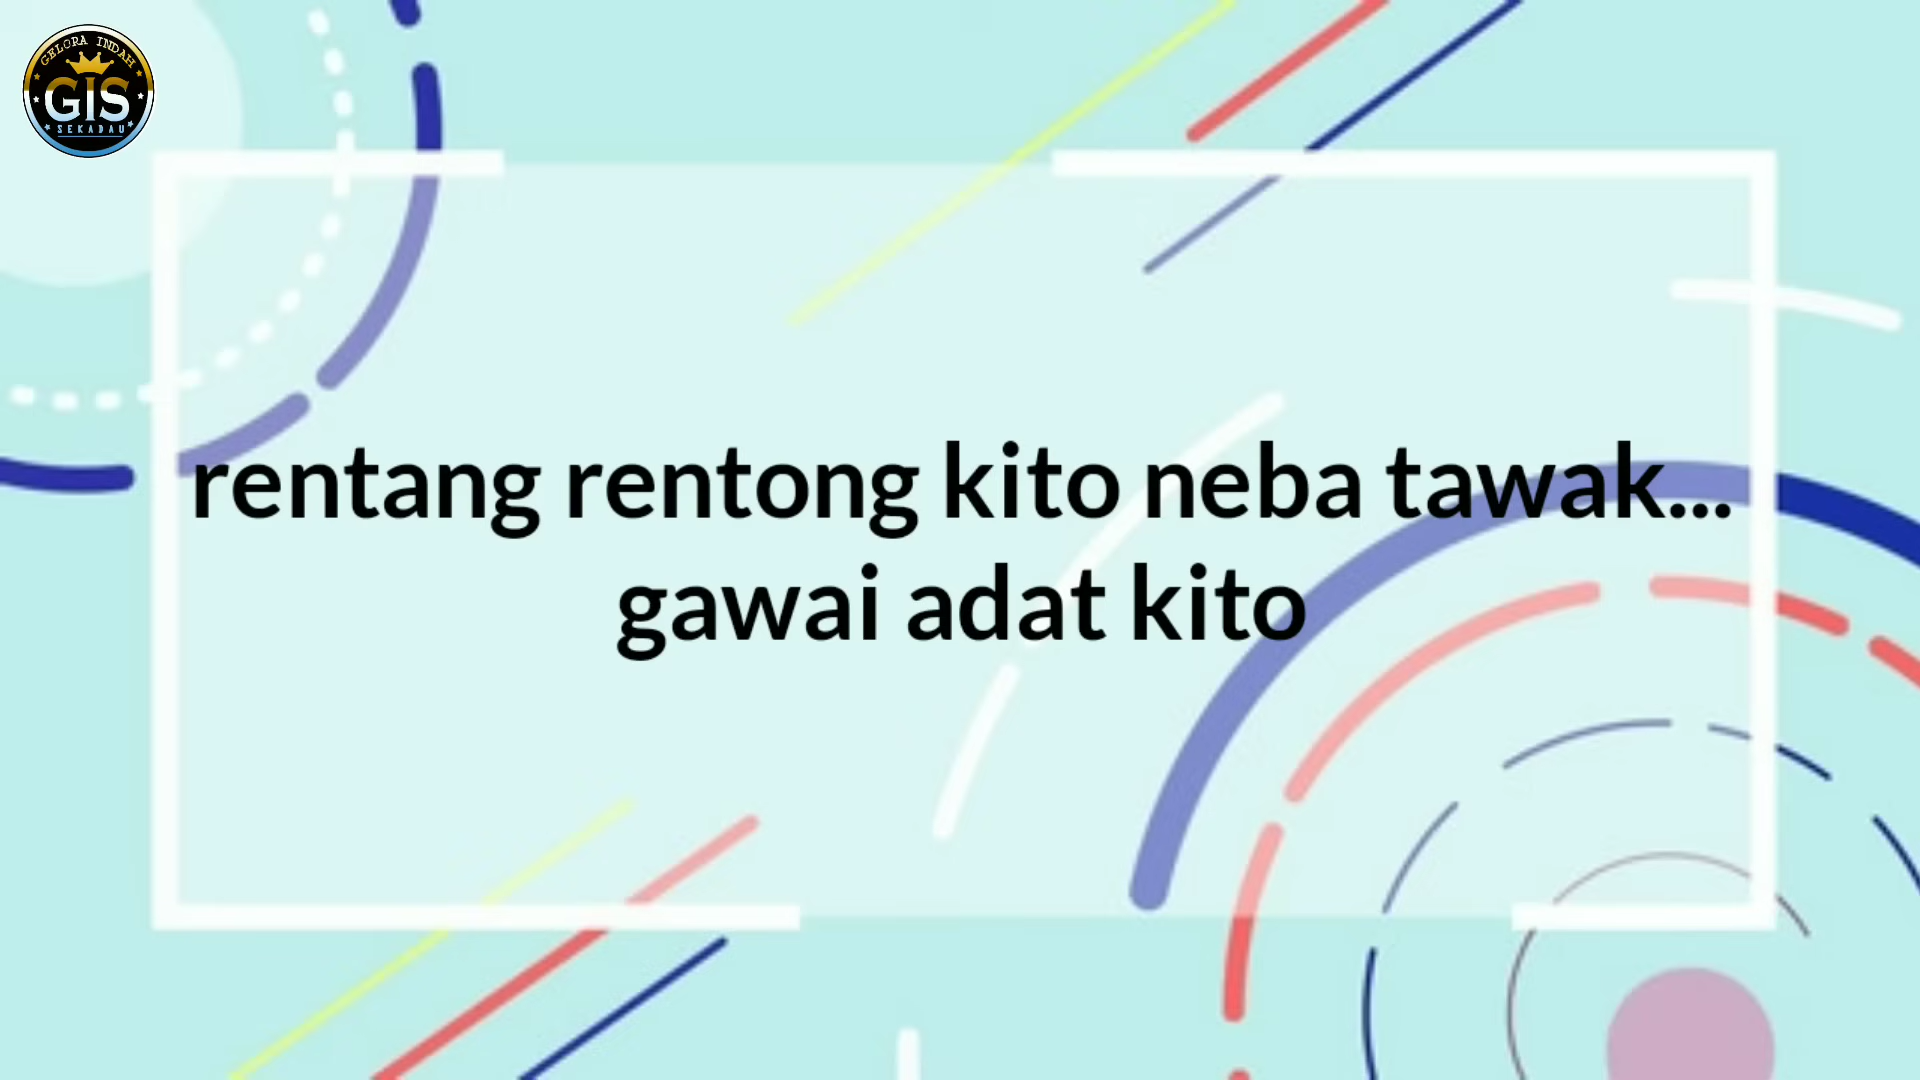 GELORA INDAH
GIS
SEKADAU
rentang rentong kito neba tawak...
gawai adat kito